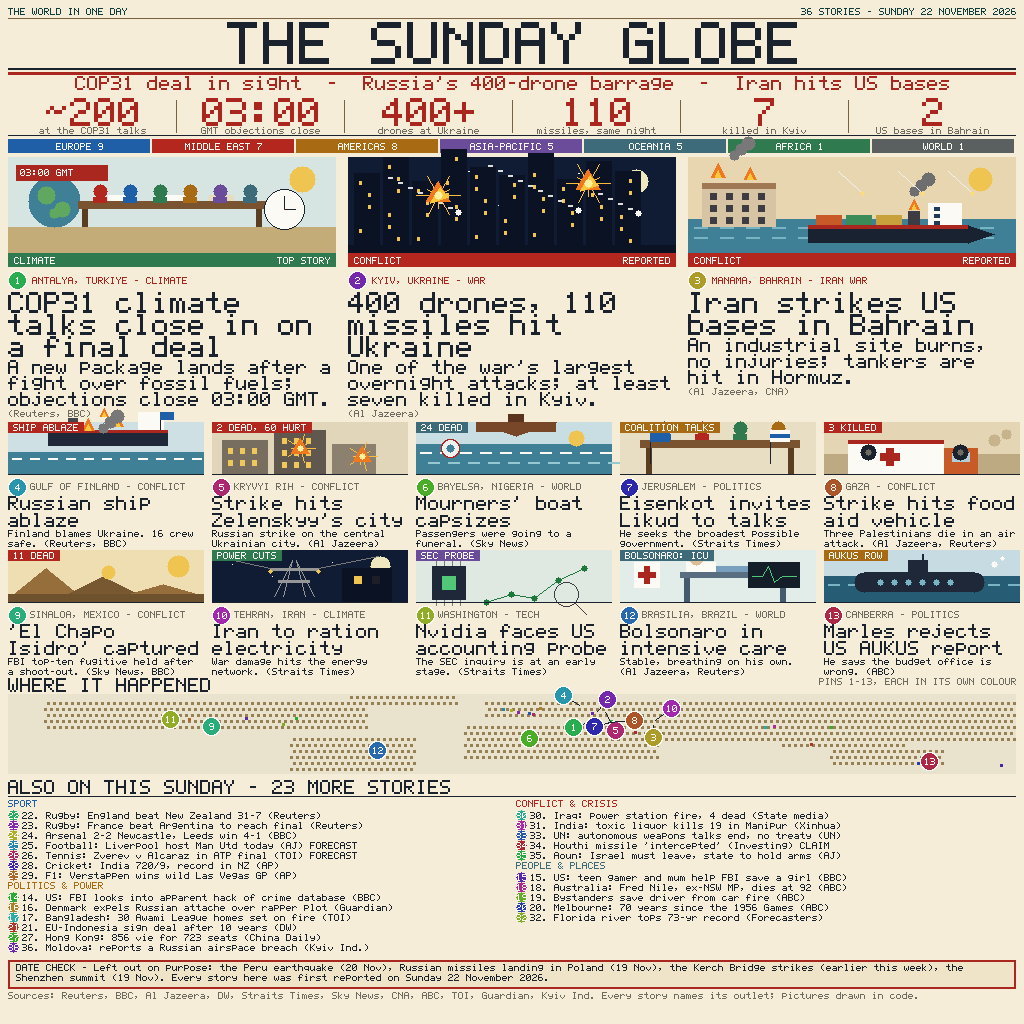 THE WORLD IN ONE DAY
36 STORIES - SUNDAY 22 NOVEMBER 2026
THE SUNDAY GLOBE
COP31 deal in sight - Russia's 400-drone barrage - Iran hits US bases
~200 03:00 400+ 110 7 2
at the COP31 talks GMT objections close drones at Ukraine missiles, same night killed in Kyiv US bases in Bahrain
EUROPE 9 MIDDLE EAST 7 AMERICAS 8 ASIA-PACIFIC 5 OCEANIA 5 AFRICA 1 WORLD 1
03:00 GMT
CLIMATE TOP STORY
1 ANTALYA, TURKIYE - CLIMATE
COP31 climate
talks close in on
a final deal
A new package lands after a
fight over fossil fuels;
objections close 03:00 GMT.
(Reuters, BBC)
CONFLICT REPORTED
2 KYIV, UKRAINE - WAR
400 drones, 110
missiles hit
Ukraine
One of the war's largest
overnight attacks; at least
seven killed in Kyiv.
(Al Jazeera)
CONFLICT REPORTED
3 MANAMA, BAHRAIN - IRAN WAR
Iran strikes US
bases in Bahrain
An industrial site burns,
no injuries; tankers are
hit in Hormuz.
(Al Jazeera, CNA)
SHIP ABLAZE
4 GULF OF FINLAND - CONFLICT
Russian ship
ablaze
Finland blames Ukraine. 16 crew
safe. (Reuters, BBC)
2 DEAD, 60 HURT
5 KRYVYI RIH - CONFLICT
Strike hits
Zelenskyy's city
Russian strike on the central
Ukrainian city. (Al Jazeera)
24 DEAD
6 BAYELSA, NIGERIA - WORLD
Mourners' boat
capsizes
Passengers were going to a
funeral. (Sky News)
COALITION TALKS
7 JERUSALEM - POLITICS
Eisenkot invites
Likud to talks
He seeks the broadest possible
government. (Straits Times)
3 KILLED
8 GAZA - CONFLICT
Strike hits food
aid vehicle
Three Palestinians die in an air
attack. (Al Jazeera, Reuters)
11 DEAD
9 SINALOA, MEXICO - CONFLICT
'El Chapo
Isidro' captured
FBI top-ten fugitive held after
a shoot-out. (Sky News, BBC)
POWER CUTS
10 TEHRAN, IRAN - CLIMATE
Iran to ration
electricity
War damage hits the energy
network. (Straits Times)
SEC PROBE
11 WASHINGTON - TECH
Nvidia faces US
accounting probe
The SEC inquiry is at an early
stage. (Straits Times)
BOLSONARO: ICU
12 BRASILIA, BRAZIL - WORLD
Bolsonaro in
intensive care
Stable, breathing on his own.
(Al Jazeera)
AUKUS ROW
13 CANBERRA - POLITICS
Marles rejects
US AUKUS report
He says the budget office is
wrong. (ABC)
WHERE IT HAPPENED
PINS 1-13, EACH IN ITS OWN COLOUR
4 2 10
11 9 1 7 5 8 3
6 12 13
ALSO ON THIS SUNDAY - 23 MORE STORIES
SPORT
22. Rugby: England beat New Zealand 31-7 (Reuters)
23. Rugby: France beat Argentina to reach final (Reuters)
24. Arsenal 2-2 Newcastle, Leeds win 4-1 (BBC)
25. Football: Liverpool host Man Utd today (AJ) FORECAST
26. Tennis: Zverev v Alcaraz in ATP final (TOI) FORECAST
28. Cricket: India 720/9, record in NZ (AP)
29. F1: Verstappen wins wild Las Vegas GP (AP)
POLITICS & POWER
14. US: FBI looks into apparent hack of crime database (BBC)
16. Denmark expels Russian attache over rapper plot (Guardian)
17. Bangladesh: 30 Awami League homes set on fire (TOI)
21. EU-Indonesia sign deal after 10 years (DW)
27. Hong Kong: 856 vie for 723 seats (China Daily)
36. Moldova: reports a Russian airspace breach (Kyiv Ind.)
CONFLICT & CRISIS
30. Iraq: Power station fire, 4 dead (State media)
31. India: toxic liquor kills 19 in Manipur (Xinhua)
33. UN: autonomous weapons talks end, no treaty (UN)
34. Houthi missile 'intercepted' (Investing) CLAIM
35. Aoun: Israel must leave, state to hold arms (AJ)
PEOPLE & PLACES
15. US: teen gamer and mum help FBI save a girl (BBC)
18. Australia: Fred Nile, ex-NSW MP, dies at 92 (ABC)
19. Bystanders save driver from car fire (ABC)
20. Melbourne: 70 years since the 1956 Games (ABC)
32. Florida river tops 73-yr record (Forecasters)
DATE CHECK - Left out on purpose: the Peru earthquake (20 Nov), Russian missiles landing in Poland (19 Nov), the Kerch Bridge strikes (earlier this week), the
Shenzhen summit (19 Nov). Every story here was first reported on Sunday 22 November 2026.
Sources: Reuters, BBC, Al Jazeera, DW, Straits Times, Sky News, CNA, ABC, TOI, Guardian, Kyiv Ind. Every story names its outlet; Pictures drawn in code.